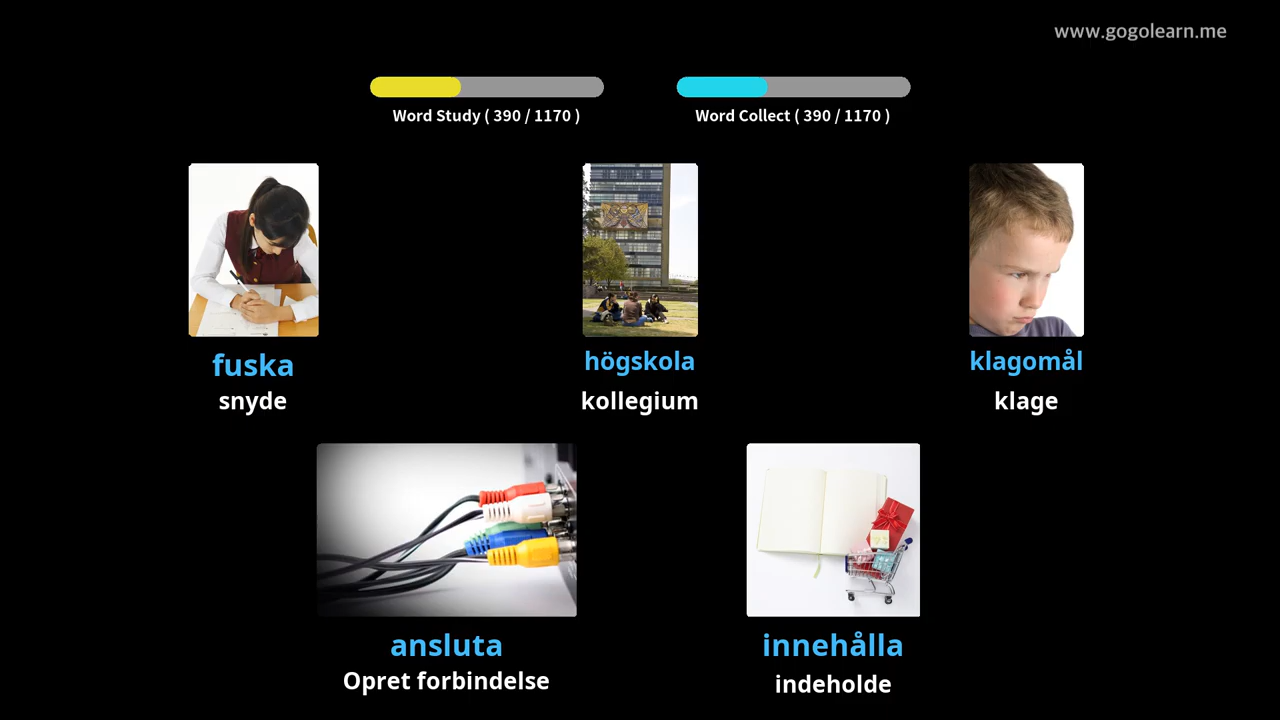 www.gogolearn.me
Word Study ( 390 / 1170 )
Word Collect ( 390 / 1170 )
fuska
snyde
högskola
kollegium
klagomål
klage
ansluta
Opret forbindelse
innehålla
indeholde